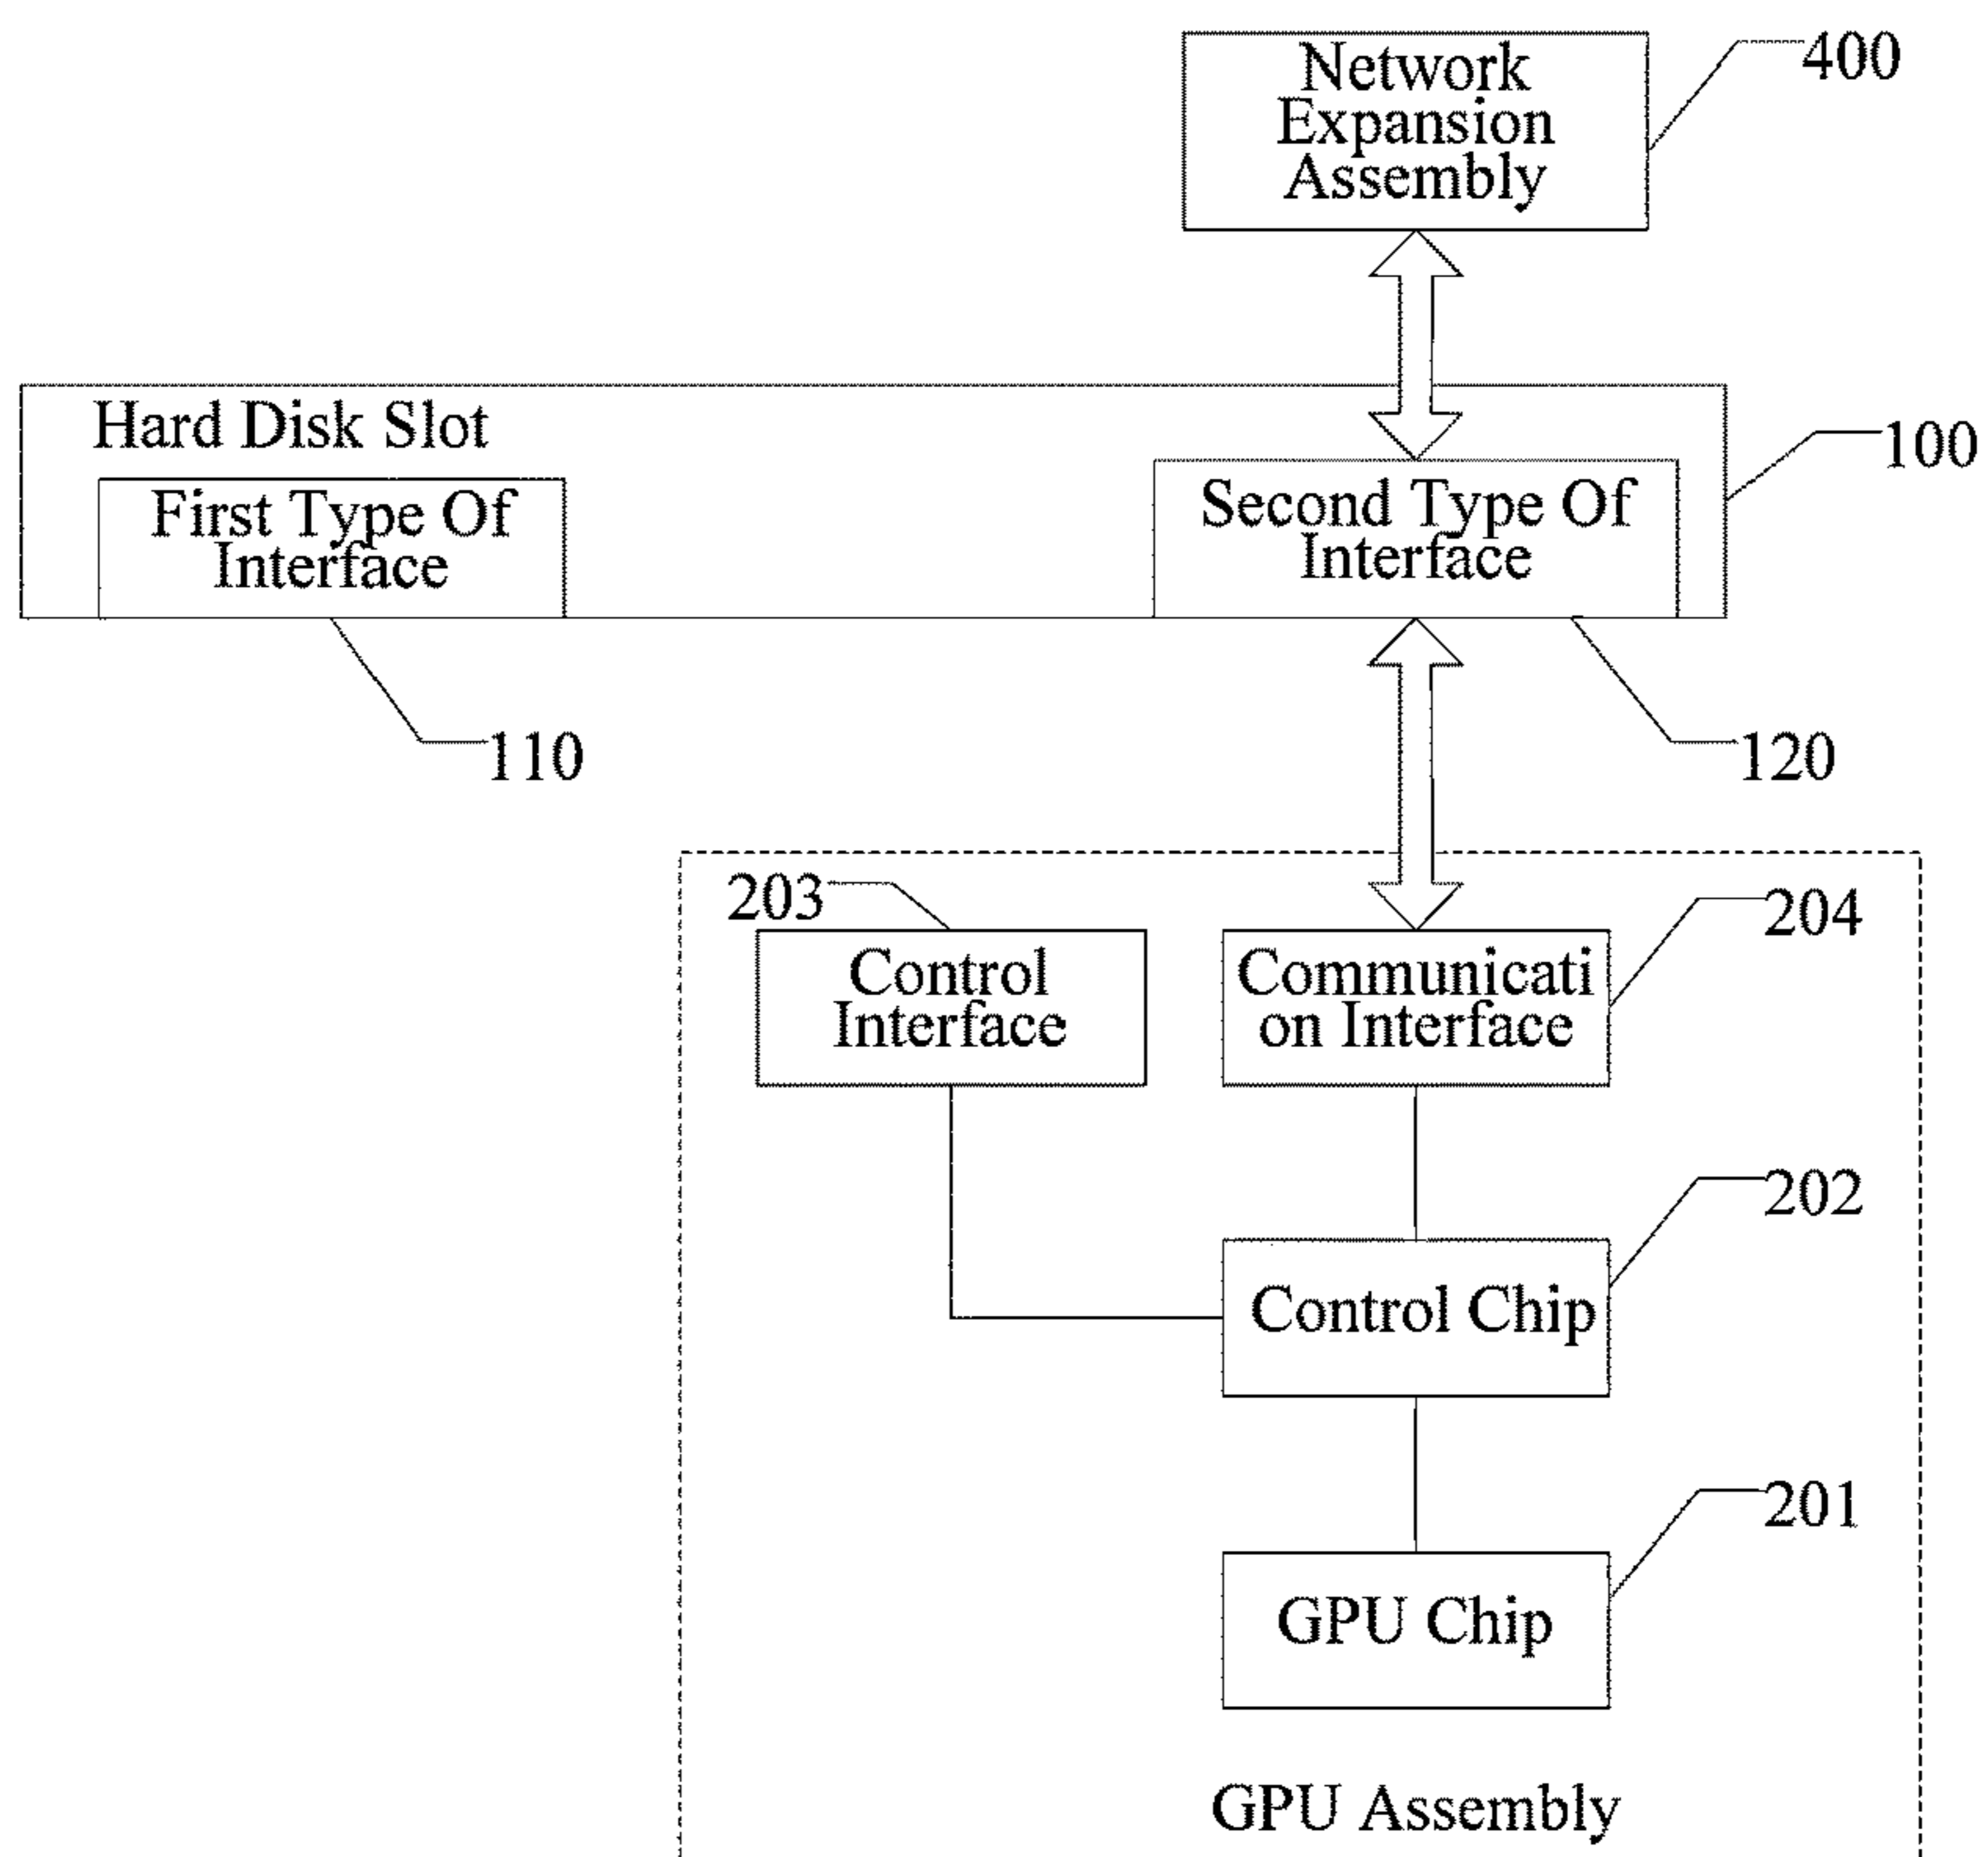 Network
Expansion
Assembly
400
Hard Disk Slot
100
First Type Of
Interface
Second Type Of
Interface
110
120
203
204
Control
Interface
Communicati
on Interface
202
Control Chip
201
GPU Chip
GPU Assembly